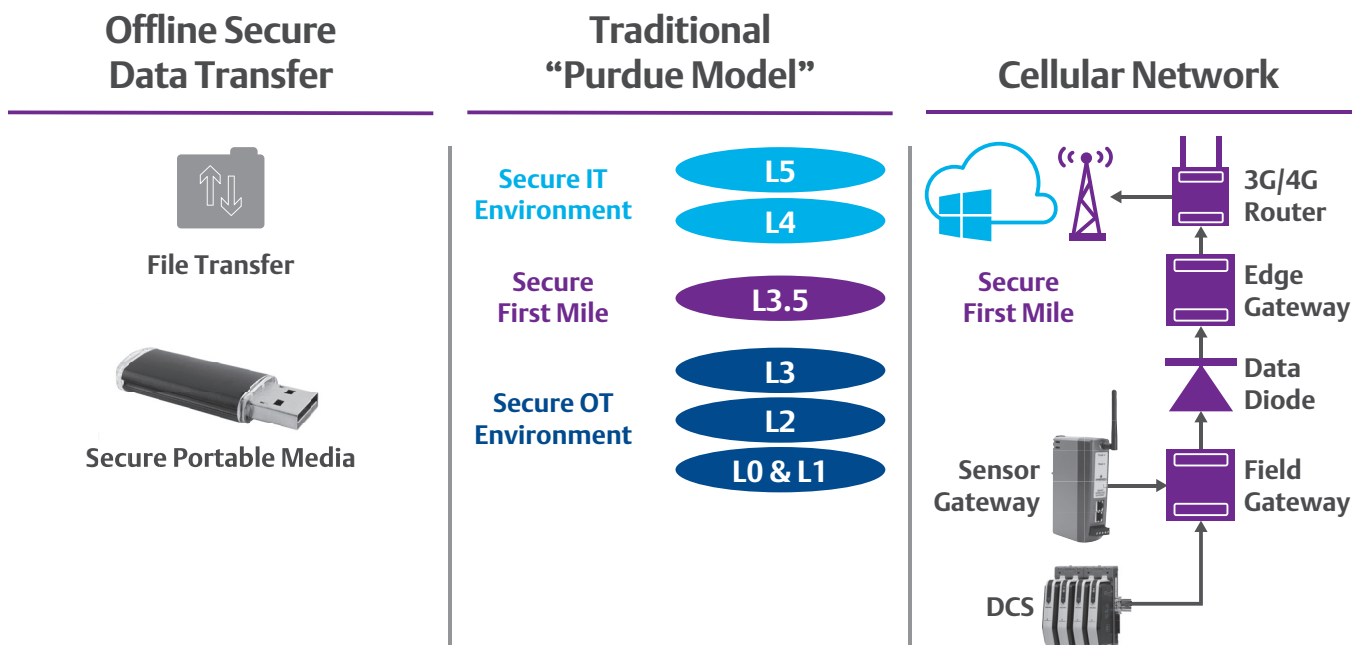 Offline Secure
Data Transfer
File Transfer
Secure Portable Media
Traditional
“Purdue Model”
Secure IT
Environment
L5
L4
Secure
First Mile
L3.5
Secure OT
Environment
L3
L2
L0 & L1
Cellular Network
3G/4G
Router
Secure
First Mile
Edge
Gateway
Data
Diode
Sensor
Gateway
Field
Gateway
DCS